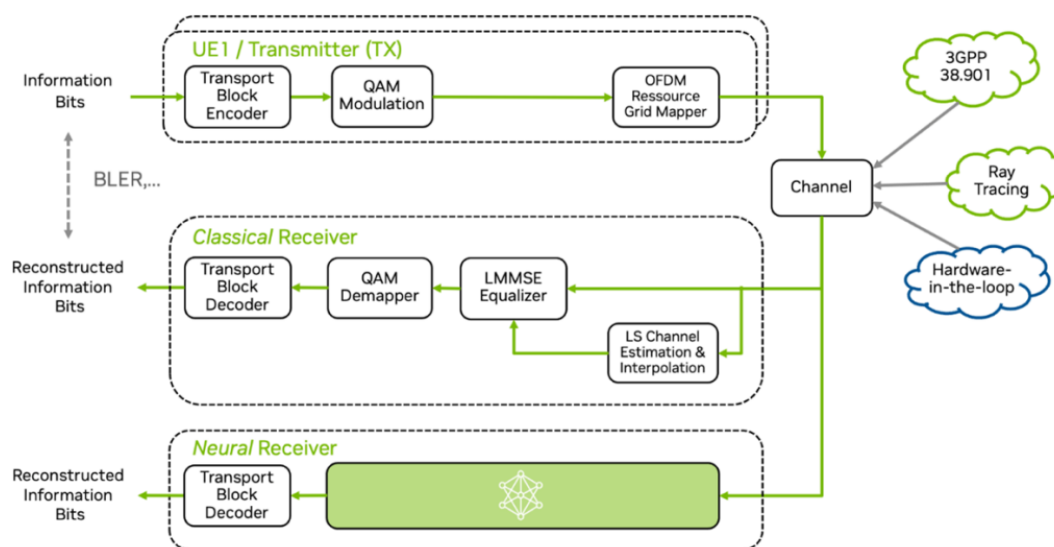 UE1 / Transmitter (TX)
Information
Bits
Transport
Block
Encoder
QAM
Modulation
OFDM
Ressource
Grid Mapper
3GPP
38.901
BLER,...
Channel
Ray
Tracing
Hardware-
in-the-loop
Classical Receiver
Reconstructed
Information
Bits
Transport
Block
Decoder
QAM
Demapper
LMMSE
Equalizer
LS Channel
Estimation &
Interpolation
Neural Receiver
Reconstructed
Information
Bits
Transport
Block
Decoder